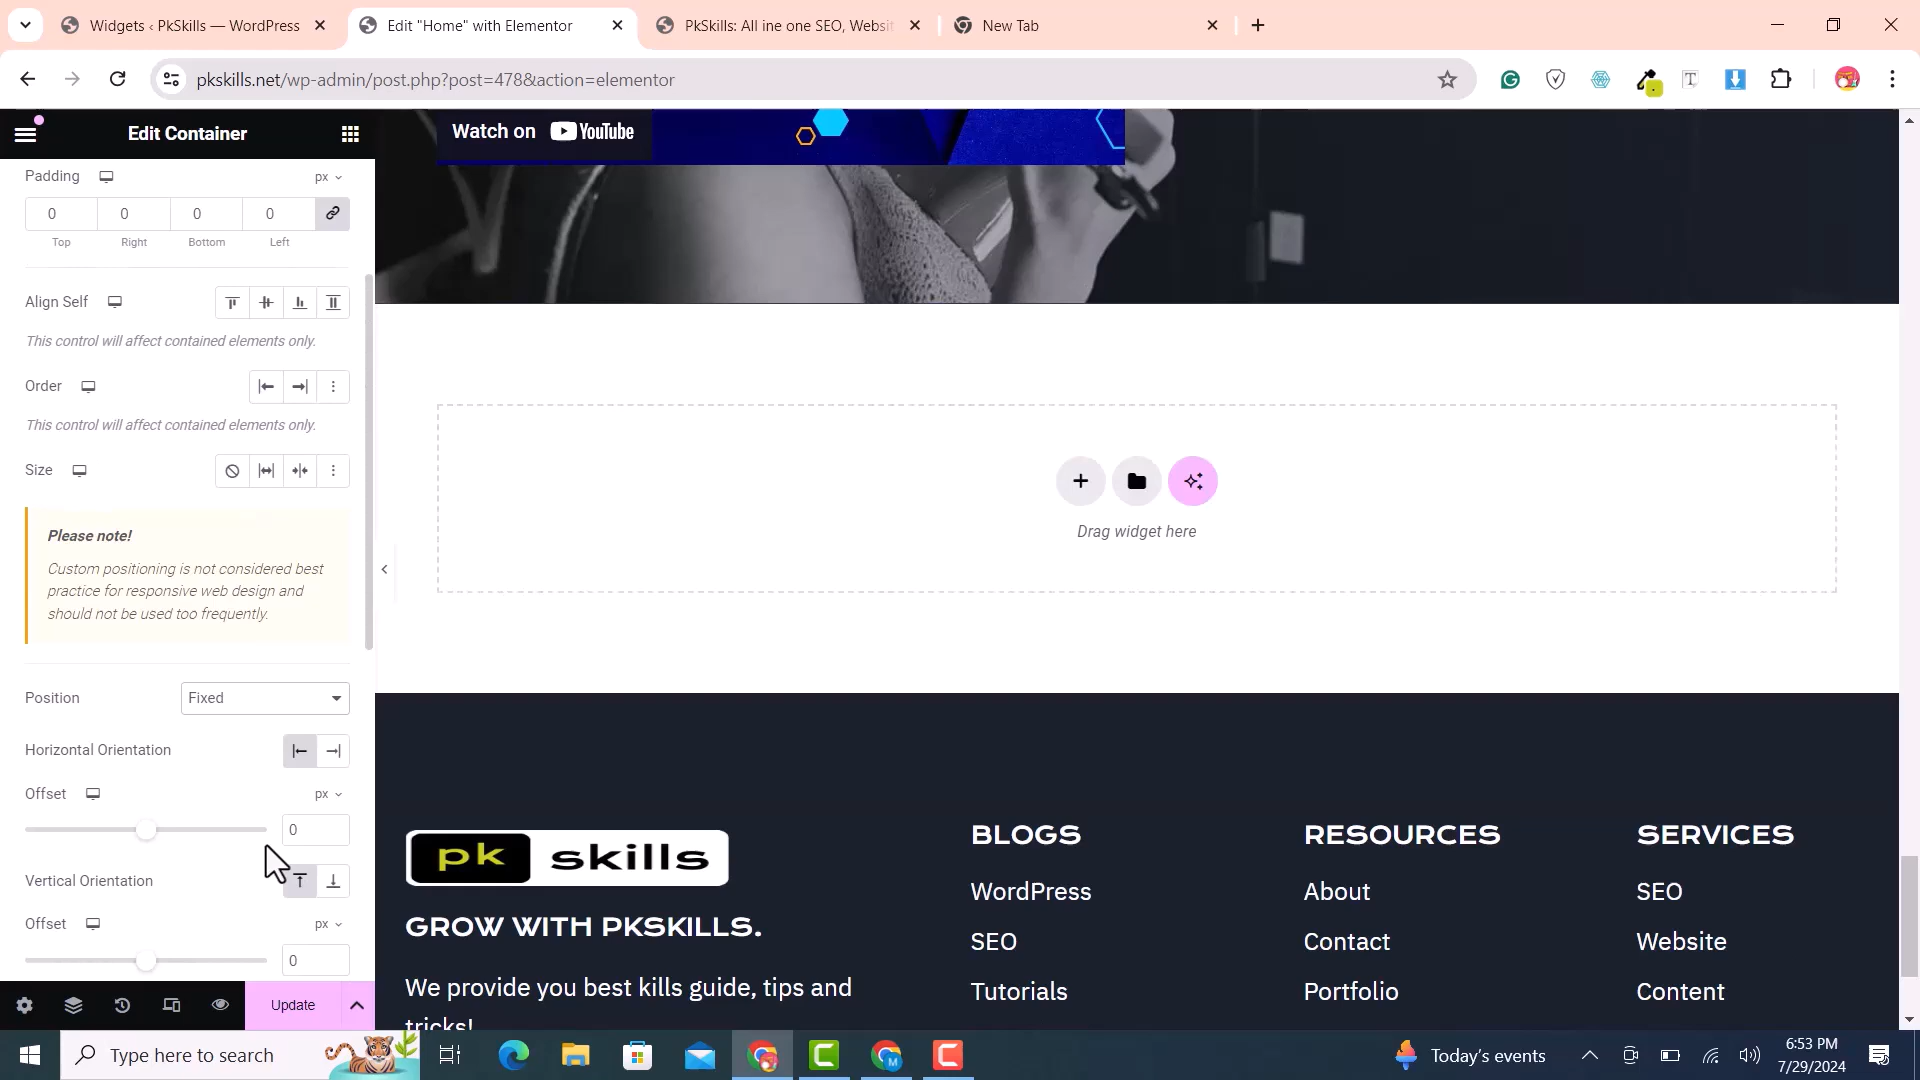 Widgets ‹ PkSkills — WordPress
Edit "Home" with Elementor
PkSkills: All ine one SEO, Websit
New Tab
pkskills.net/wp-admin/post.php?post=478&action=elementor
Edit Container
Watch on YouTube
Padding
px
0 0 0 0
Top Right Bottom Left
Align Self
This control will affect contained elements only.
Order
This control will affect contained elements only.
Size
Please note!
Custom positioning is not considered best
practice for responsive web design and
should not be used too frequently.
Position
Fixed
Horizontal Orientation
Offset
px
0
Vertical Orientation
Offset
px
0
Update
Drag widget here
pk skills
GROW WITH PKSKILLS.
We provide you best kills guide, tips and
tricks!
BLOGS
WordPress
SEO
Tutorials
RESOURCES
About
Contact
Portfolio
SERVICES
SEO
Website
Content
Type here to search
M
Today's events
6:53 PM
7/29/2024